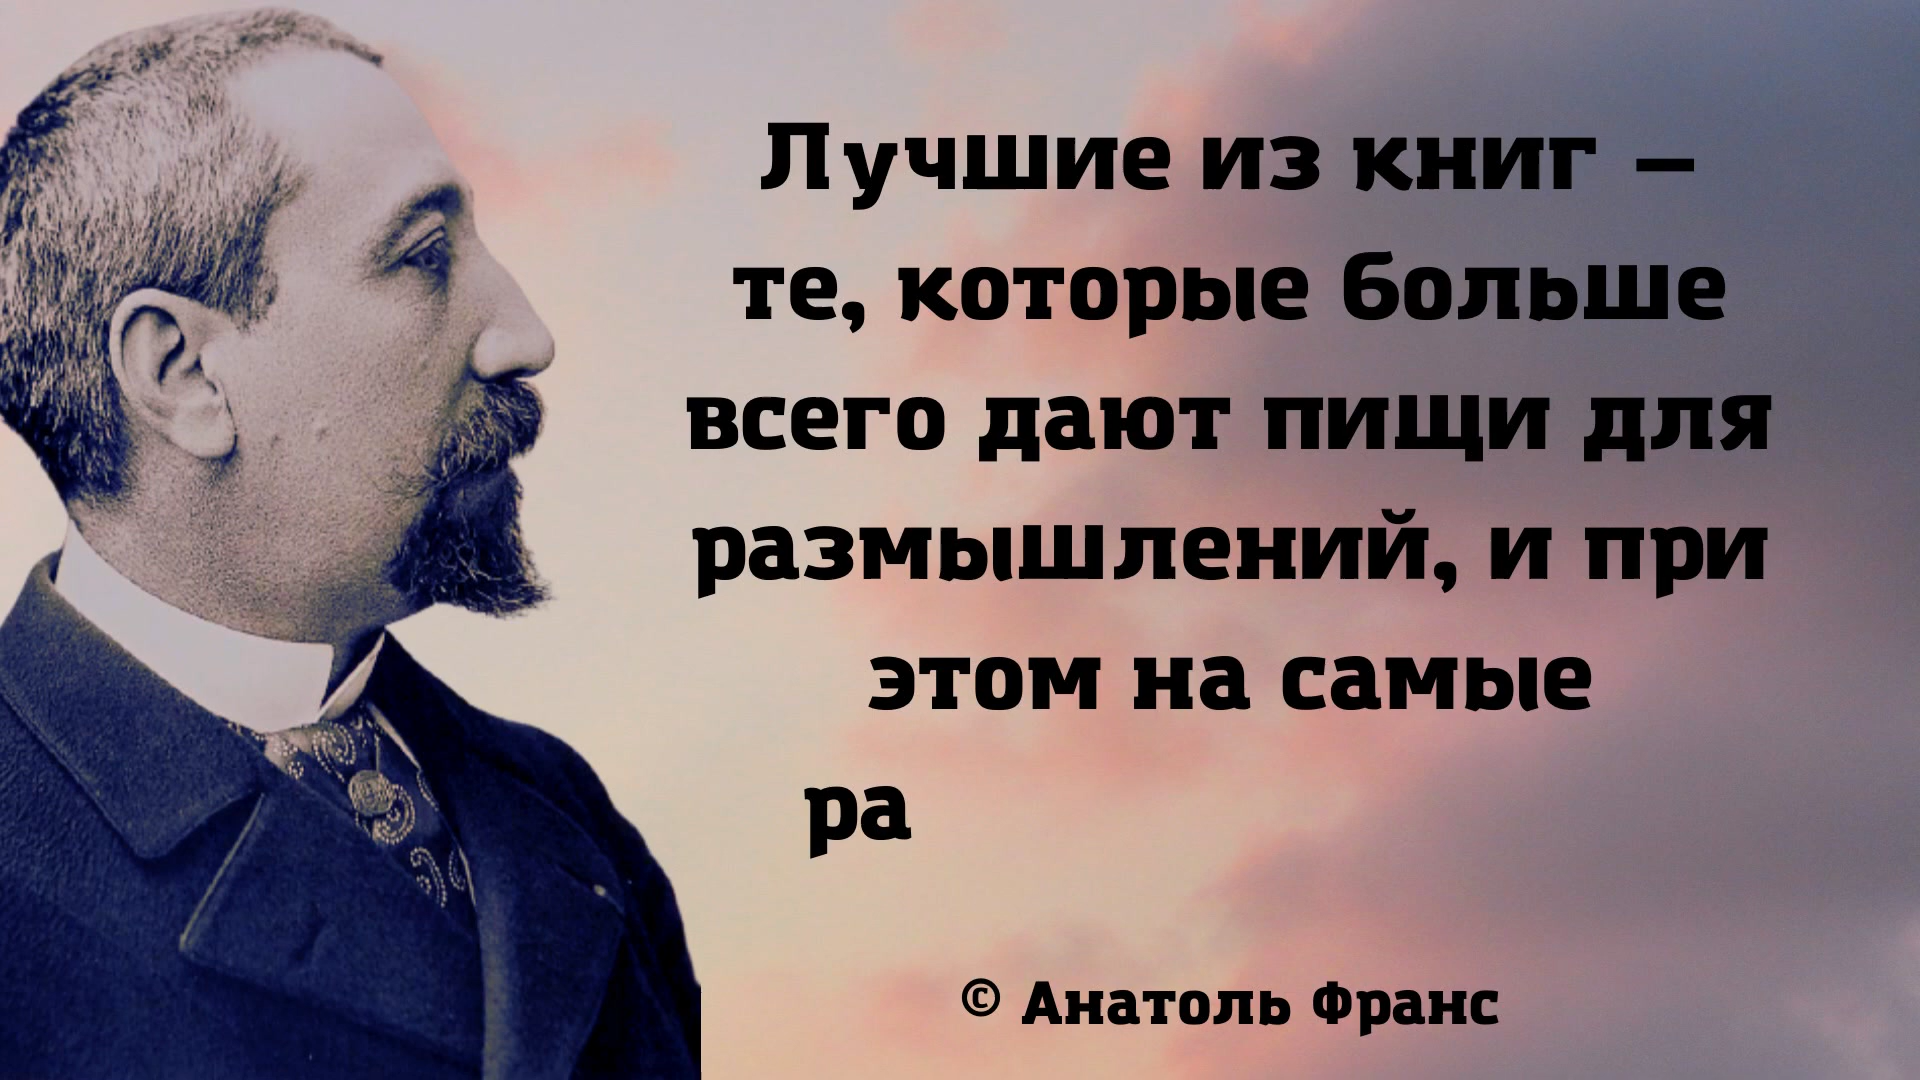 Лучшие из книг –
те, которые больше
всего дают пищи для
размышлений, и при
этом на самые
ра
© Анатоль Франс